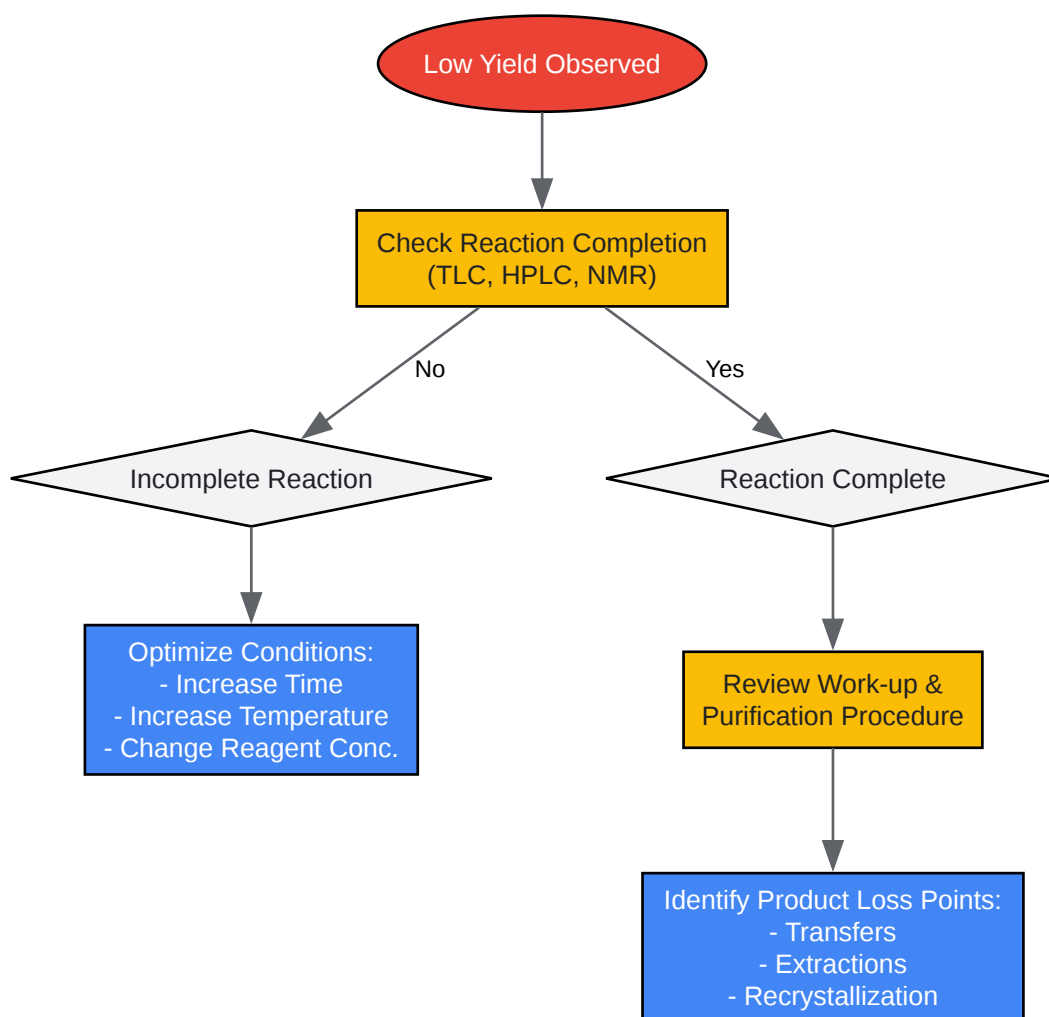 Low Yield Observed
Check Reaction Completion
(TLC, HPLC, NMR)
No
Yes
Incomplete Reaction
Reaction Complete
Optimize Conditions:
- Increase Time
- Increase Temperature
- Change Reagent Conc.
Review Work-up &
Purification Procedure
Identify Product Loss Points:
- Transfers
- Extractions
- Recrystallization